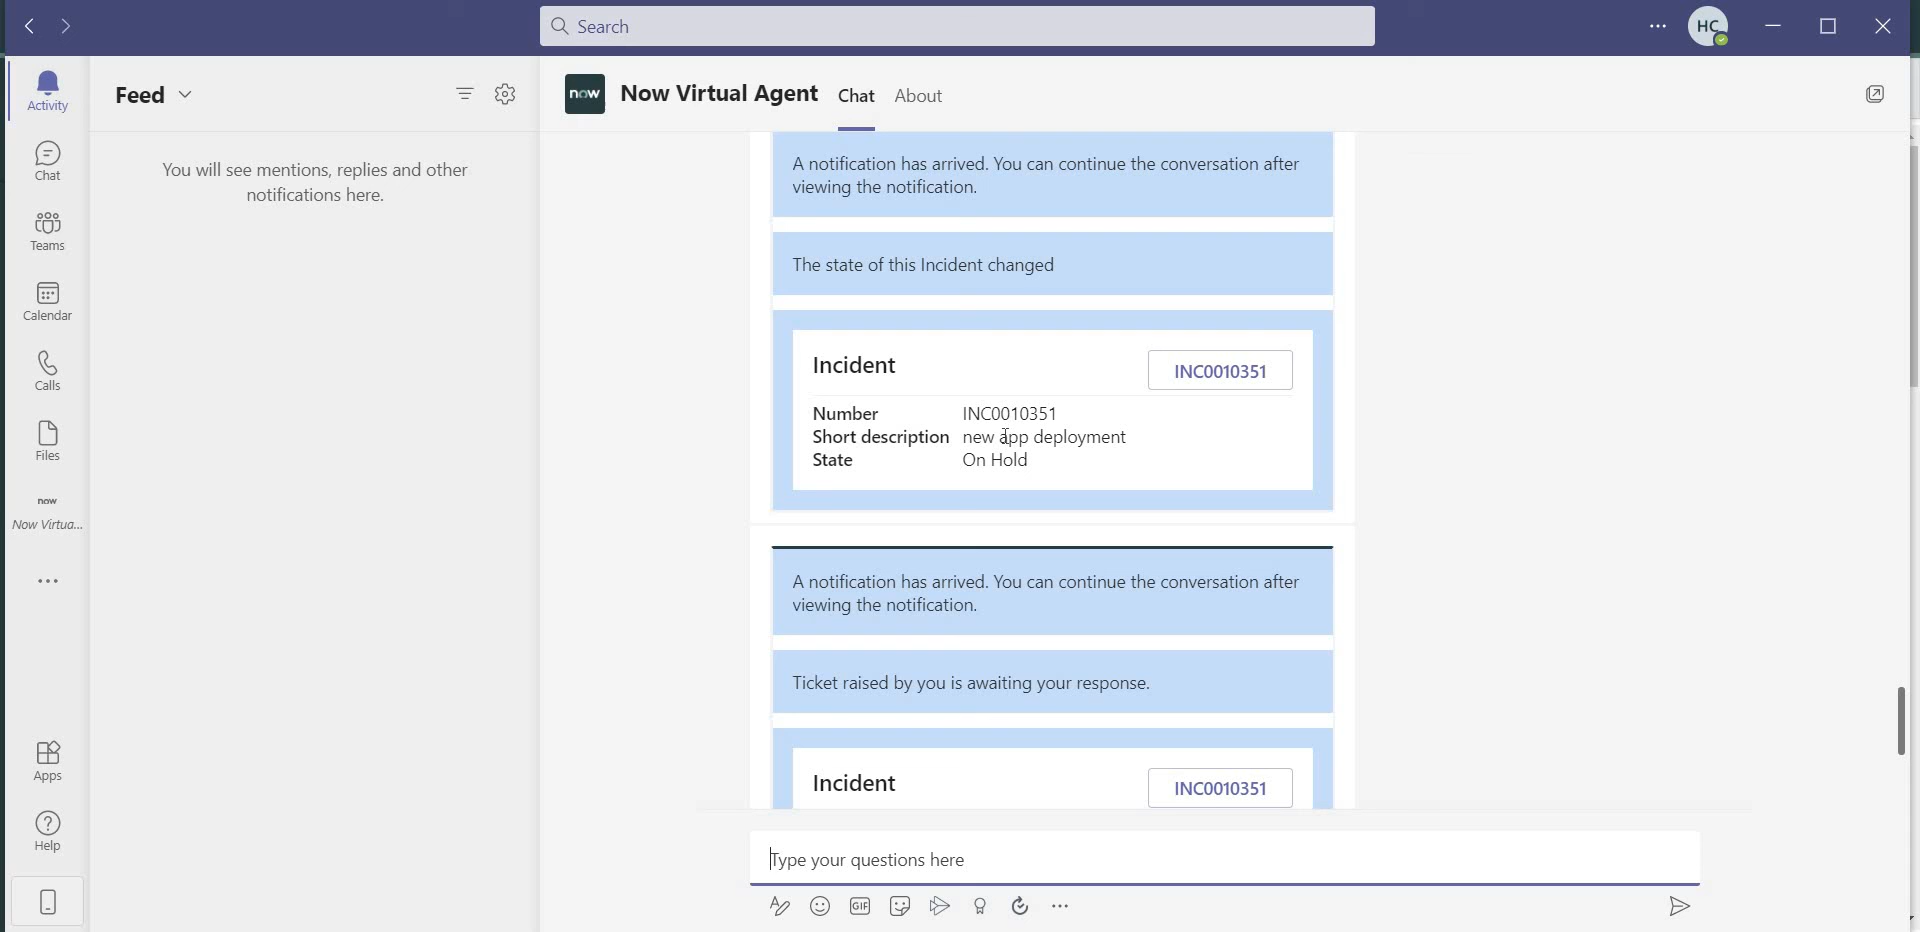 Search
HC
Activity
Chat
Teams
Calendar
Calls
Files
now
Now Virtua...
Apps
Help
Feed
You will see mentions, replies and other
notifications here.
now
Now Virtual Agent
Chat
About
A notification has arrived. You can continue the conversation after
viewing the notification.
The state of this Incident changed
Incident
INC0010351
Number INC0010351
Short description new app deployment
State On Hold
A notification has arrived. You can continue the conversation after
viewing the notification.
Ticket raised by you is awaiting your response.
Incident
INC0010351
Type your questions here
GIF